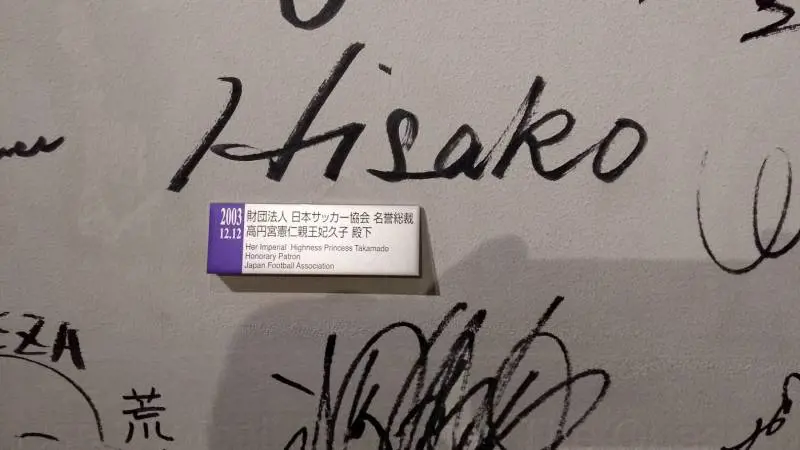 Hisako
2003
12.12
財団法人 日本サッカー協会 名誉総裁
高円宮憲仁親王妃久子 殿下
Her Imperial Highness Princess Takamado
Honorary Patron
Japan Football Association
EZA
荒